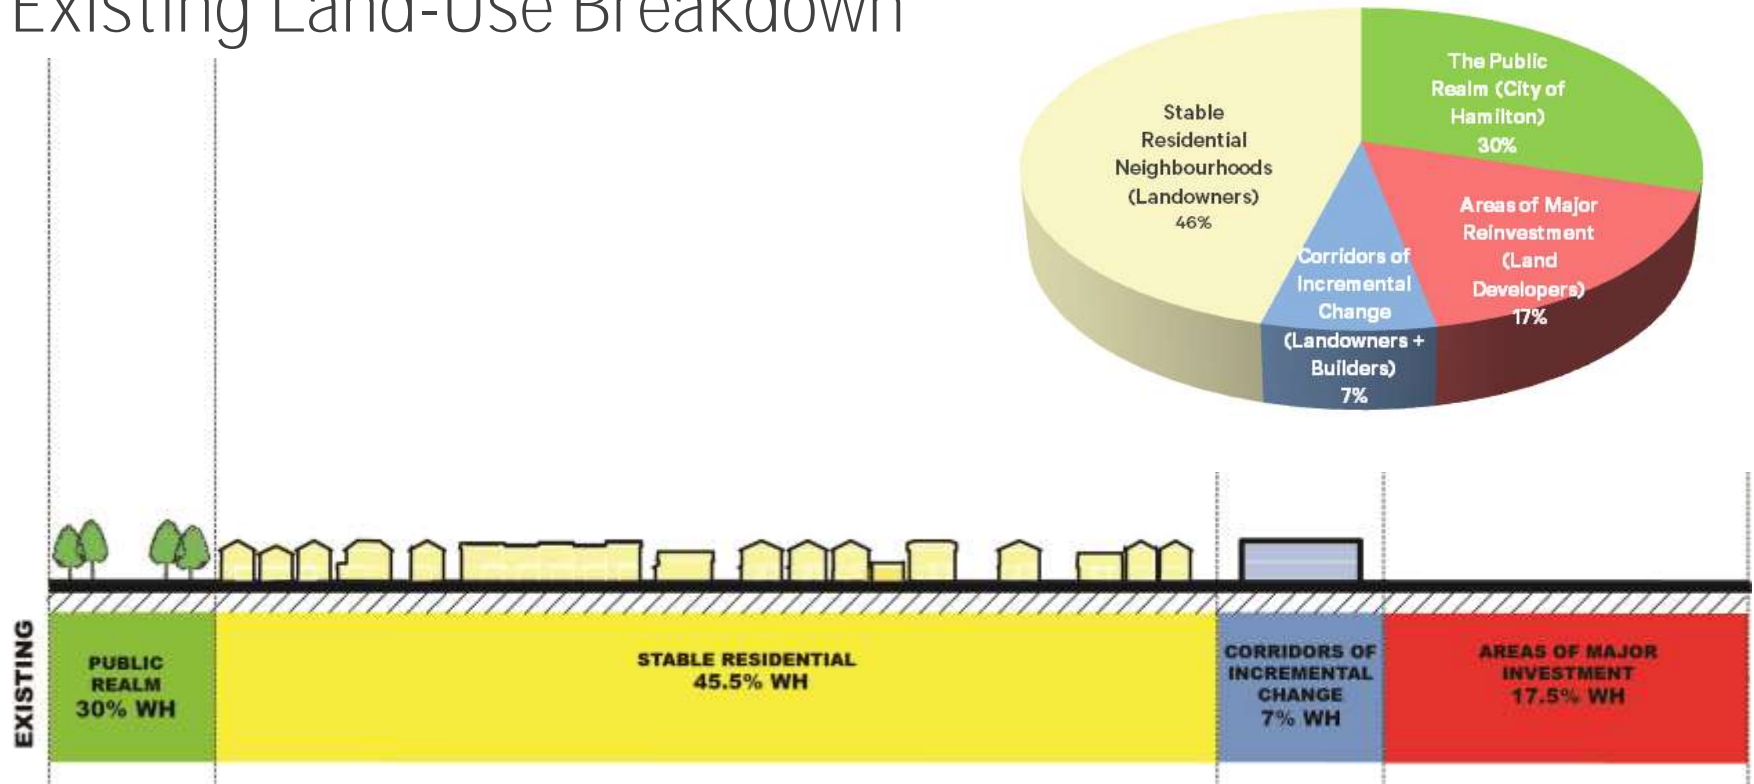 Existing Land-Use Breakdown
The Public
Realm (City of
Hamilton)
30%
Stable
Residential
Neighbourhoods
(Landowners)
46%
Areas of Major
Reinvestment
(Land
Developers)
17%
Corridors of
Incremental
Change
(Landowners +
Builders)
7%
EXISTING
PUBLIC
REALM
30% WH
STABLE RESIDENTIAL
45.5% WH
CORRIDORS OF
INCREMENTAL
CHANGE
7% WH
AREAS OF MAJOR
INVESTMENT
17.5% WH